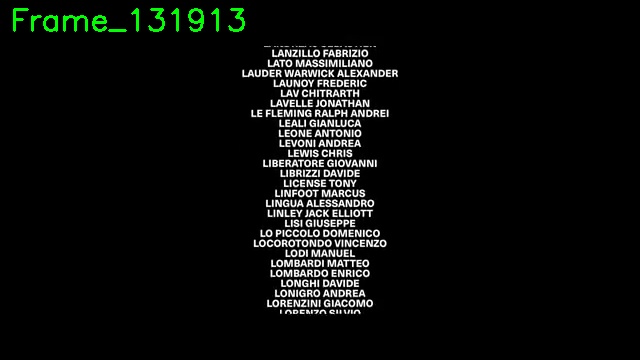 Frame_131913
LANZILLO FABRIZIO
LATO MASSIMILIANO
LAUDER WARWICK ALEXANDER
LAUNOY FREDERIC
LAV CHITRARTH
LAVELLE JONATHAN
LE FLEMING RALPH ANDREI
LEALI GIANLUCA
LEONE ANTONIO
LEVONI ANDREA
LEWIS CHRIS
LIBERATORE GIOVANNI
LIBRIZZI DAVIDE
LICENSE TONY
LINFOOT MARCUS
LINGUA ALESSANDRO
LINLEY JACK ELLIOTT
LISI GIUSEPPE
LO PICCOLO DOMENICO
LOCOROTONDO VINCENZO
LODI MANUEL
LOMBARDI MATTEO
LOMBARDO ENRICO
LONGHI DAVIDE
LONIGRO ANDREA
LORENZINI GIACOMO
LORENZO SILVIO